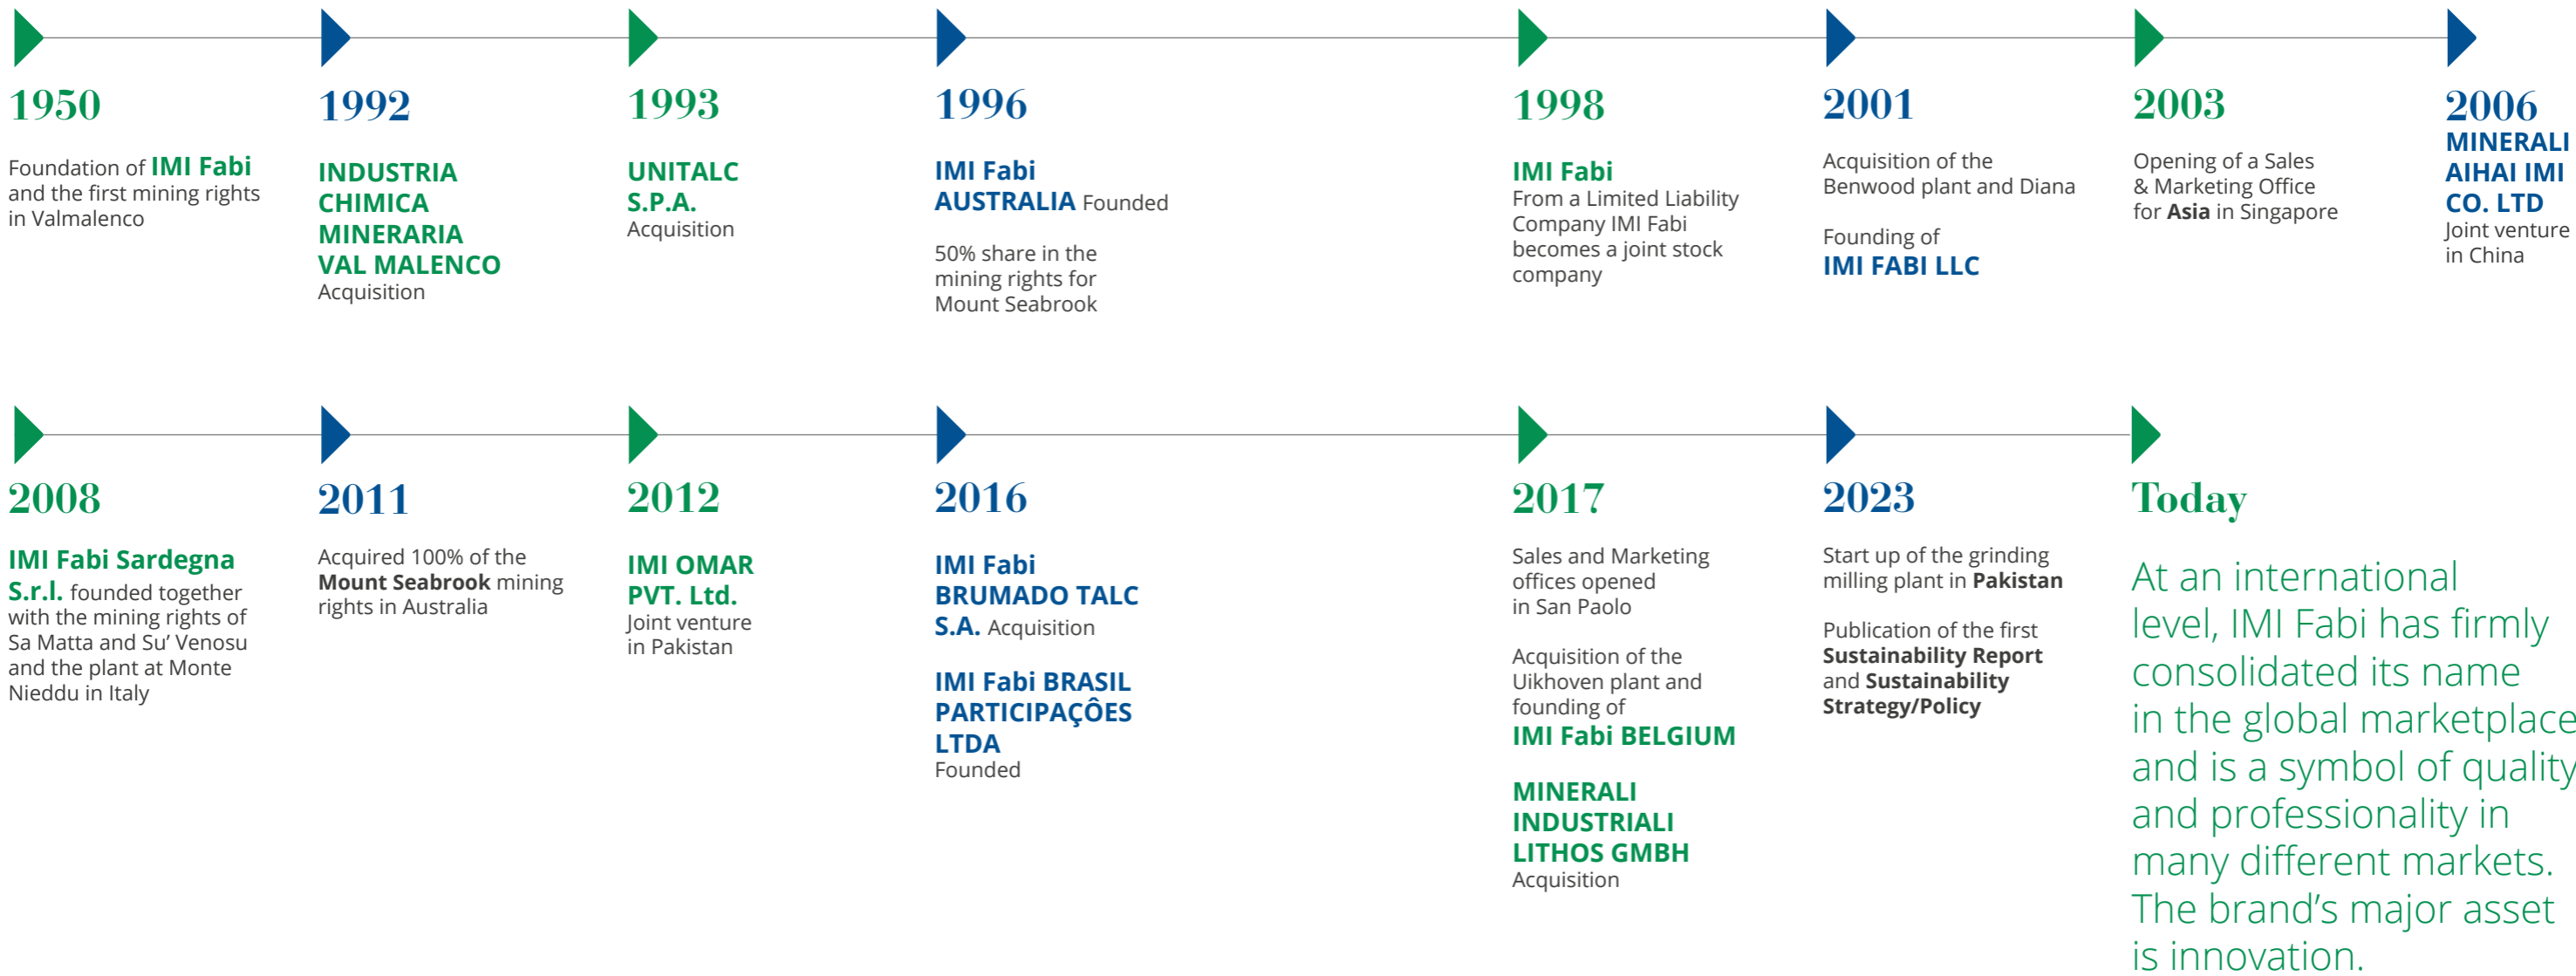 1950
Foundation of IMI Fabi
and the first mining rights
in Valmalenco
1992
INDUSTRIA
CHIMICA
MINERARIA
VAL MALENCO
Acquisition
1993
UNITALC
S.P.A.
Acquisition
1996
IMI Fabi
AUSTRALIA Founded
50% share in the
mining rights for
Mount Seabrook
1998
IMI Fabi
From a Limited Liability
Company IMI Fabi
becomes a joint stock
company
2001
Acquisition of the
Benwood plant and Diana
Founding of
IMI FABI LLC
2003
Opening of a Sales
& Marketing Office
for Asia in Singapore
2006
MINERALI
AIHAI IMI
CO. LTD
Joint venture
in China
2008
IMI Fabi Sardegna
S.r.l. founded together
with the mining rights of
Sa Matta and Su’ Venosu
and the plant at Monte
Nieddu in Italy
2011
Acquired 100% of the
Mount Seabrook mining
rights in Australia
2012
IMI OMAR
PVT. Ltd.
Joint venture
in Pakistan
2016
IMI Fabi
BRUMADO TALC
S.A. Acquisition
IMI Fabi BRASIL
PARTICIPAÇÔES
LTDA
Founded
2017
Sales and Marketing
offices opened
in San Paolo
Acquisition of the
Uikhoven plant and
founding of
IMI Fabi BELGIUM
MINERALI
INDUSTRIALI
LITHOS GMBH
Acquisition
2023
Start up of the grinding
milling plant in Pakistan
Publication of the first
Sustainability Report
and Sustainability
Strategy/Policy
Today
At an international
level, IMI Fabi has firmly
consolidated its name
in the global marketplace
and is a symbol of quality
and professionality in
many different markets.
The brand’s major asset
is innovation.